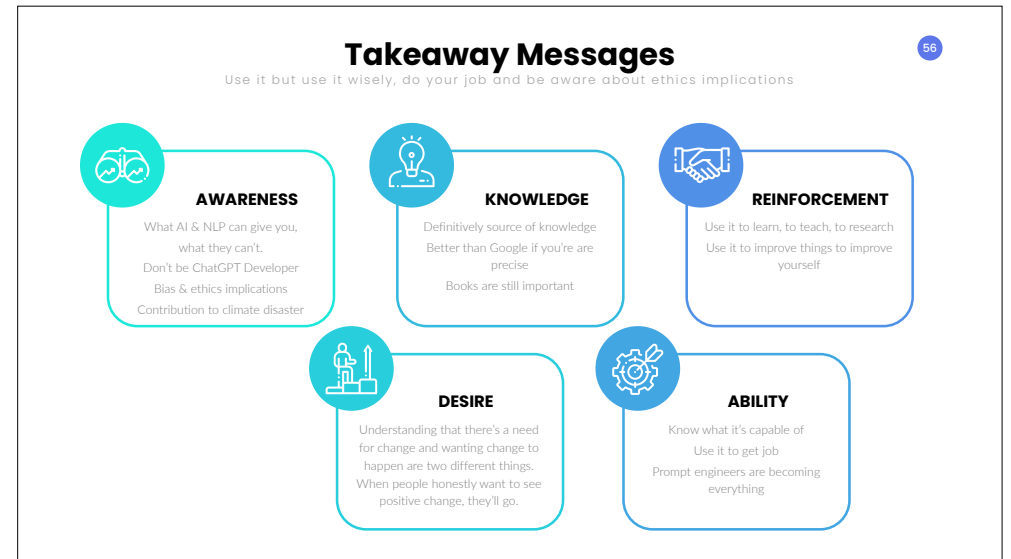 Takeaway Messages
56
Use it but use it wisely, do your job and be aware about ethics implications
AWARENESS
What AI & NLP can give you,
what they can't.
Don't be ChatGPT Developer
Bias & ethics implications
Contribution to climate disaster
KNOWLEDGE
Definitively source of knowledge
Better than Google if you're are
precise
Books are still important
REINFORCEMENT
Use it to learn, to teach, to research
Use it to improve things to improve
yourself
DESIRE
Understanding that there's a need
for change and wanting change to
happen are two different things.
When people honestly want to see
positive change, they'll go.
ABILITY
Know what it's capable of
Use it to get job
Prompt engineers are becoming
everything